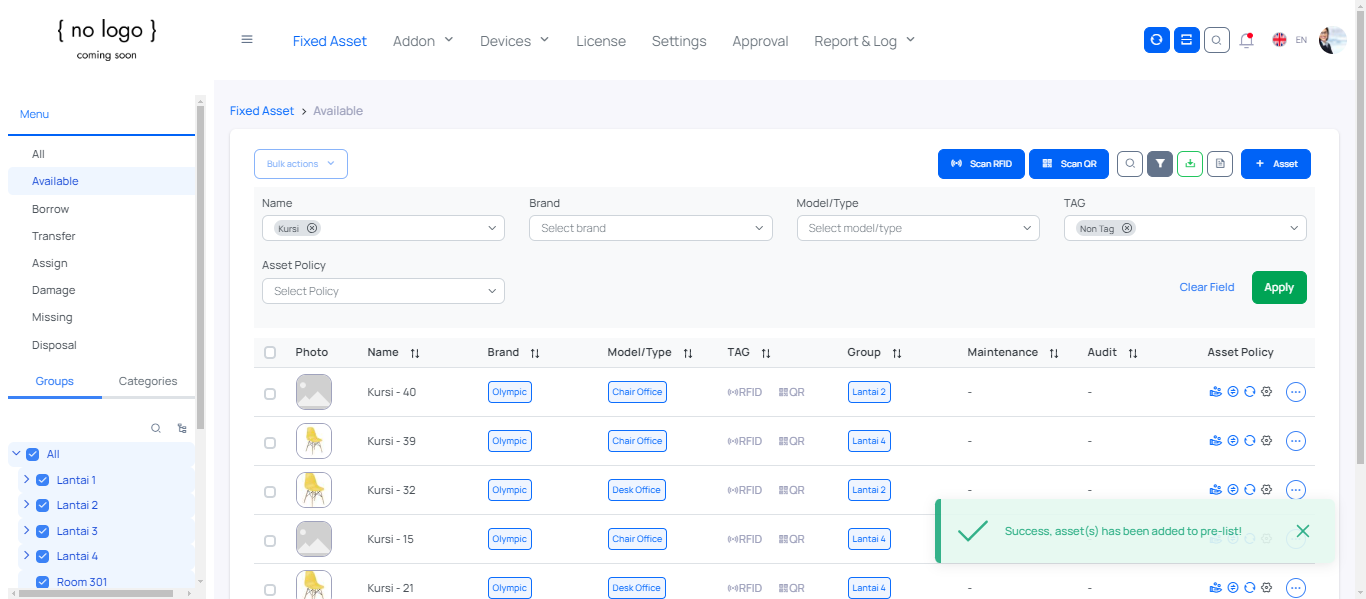 { no logo }
coming soon
Fixed Asset Addon Devices License Settings Approval Report & Log EN
Menu
All
Available
Borrow
Transfer
Assign
Damage
Missing
Disposal
Groups Categories
All
Lantai 1
Lantai 2
Lantai 3
Lantai 4
Room 301
Fixed Asset > Available
Bulk actions Scan RFID Scan QR + Asset
Name Brand Model/Type TAG
Kursi Select brand Select model/type Non Tag
Asset Policy
Select Policy Clear Field Apply
Photo Name Brand Model/Type TAG Group Maintenance Audit Asset Policy
Kursi - 40 Olympic Chair Office RFID QR Lantai 2 - -
Kursi - 39 Olympic Chair Office RFID QR Lantai 4 - -
Kursi - 32 Olympic Desk Office RFID QR Lantai 2 - -
Kursi - 15 Olympic Chair Office RFID QR Lantai 4
Success, asset(s) has been added to pre-list!
Kursi - 21 Olympic Desk Office RFID QR Lantai 4 - -